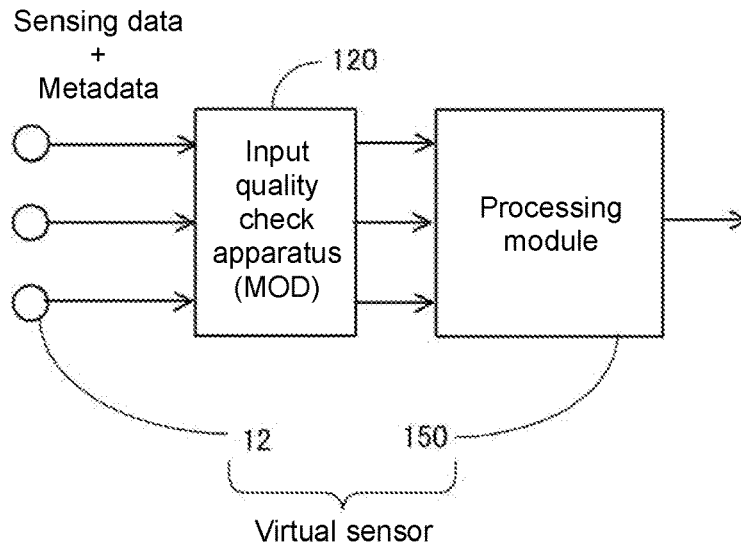 Sensing data
+
Metadata
120
Input
quality
check
apparatus
(MOD)
Processing
module
12
150
Virtual sensor